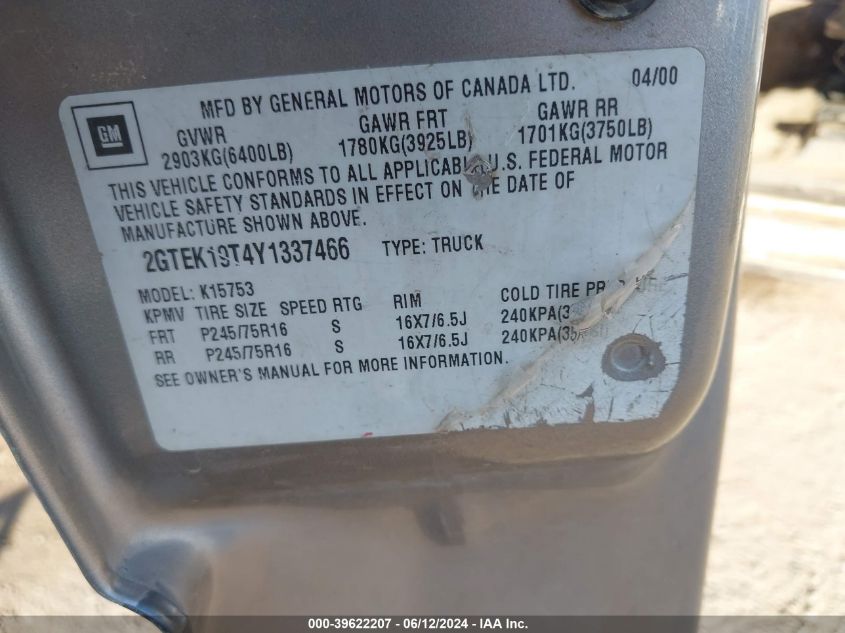 MFD BY GENERAL MOTORS OF CANADA LTD. 04/00
GM
GVWR GAWR FRT GAWR RR
2903KG(6400LB) 1780KG(3925LB) 1701KG(3750LB)
THIS VEHICLE CONFORMS TO ALL APPLICABLE U.S. FEDERAL MOTOR
VEHICLE SAFETY STANDARDS IN EFFECT ON THE DATE OF
MANUFACTURE SHOWN ABOVE.
2GTEK19T4Y1337466 TYPE: TRUCK
MODEL: K15753
KPMV TIRE SIZE SPEED RTG RIM COLD TIRE
FRT P245/75R16 S 16X7/6.5J 240KPA(3
RR P245/75R16 S 16X7/6.5J 240KPA(35
SEE OWNER'S MANUAL FOR MORE INFORMATION.
000-39622207 - 06/12/2024 - IAA Inc.